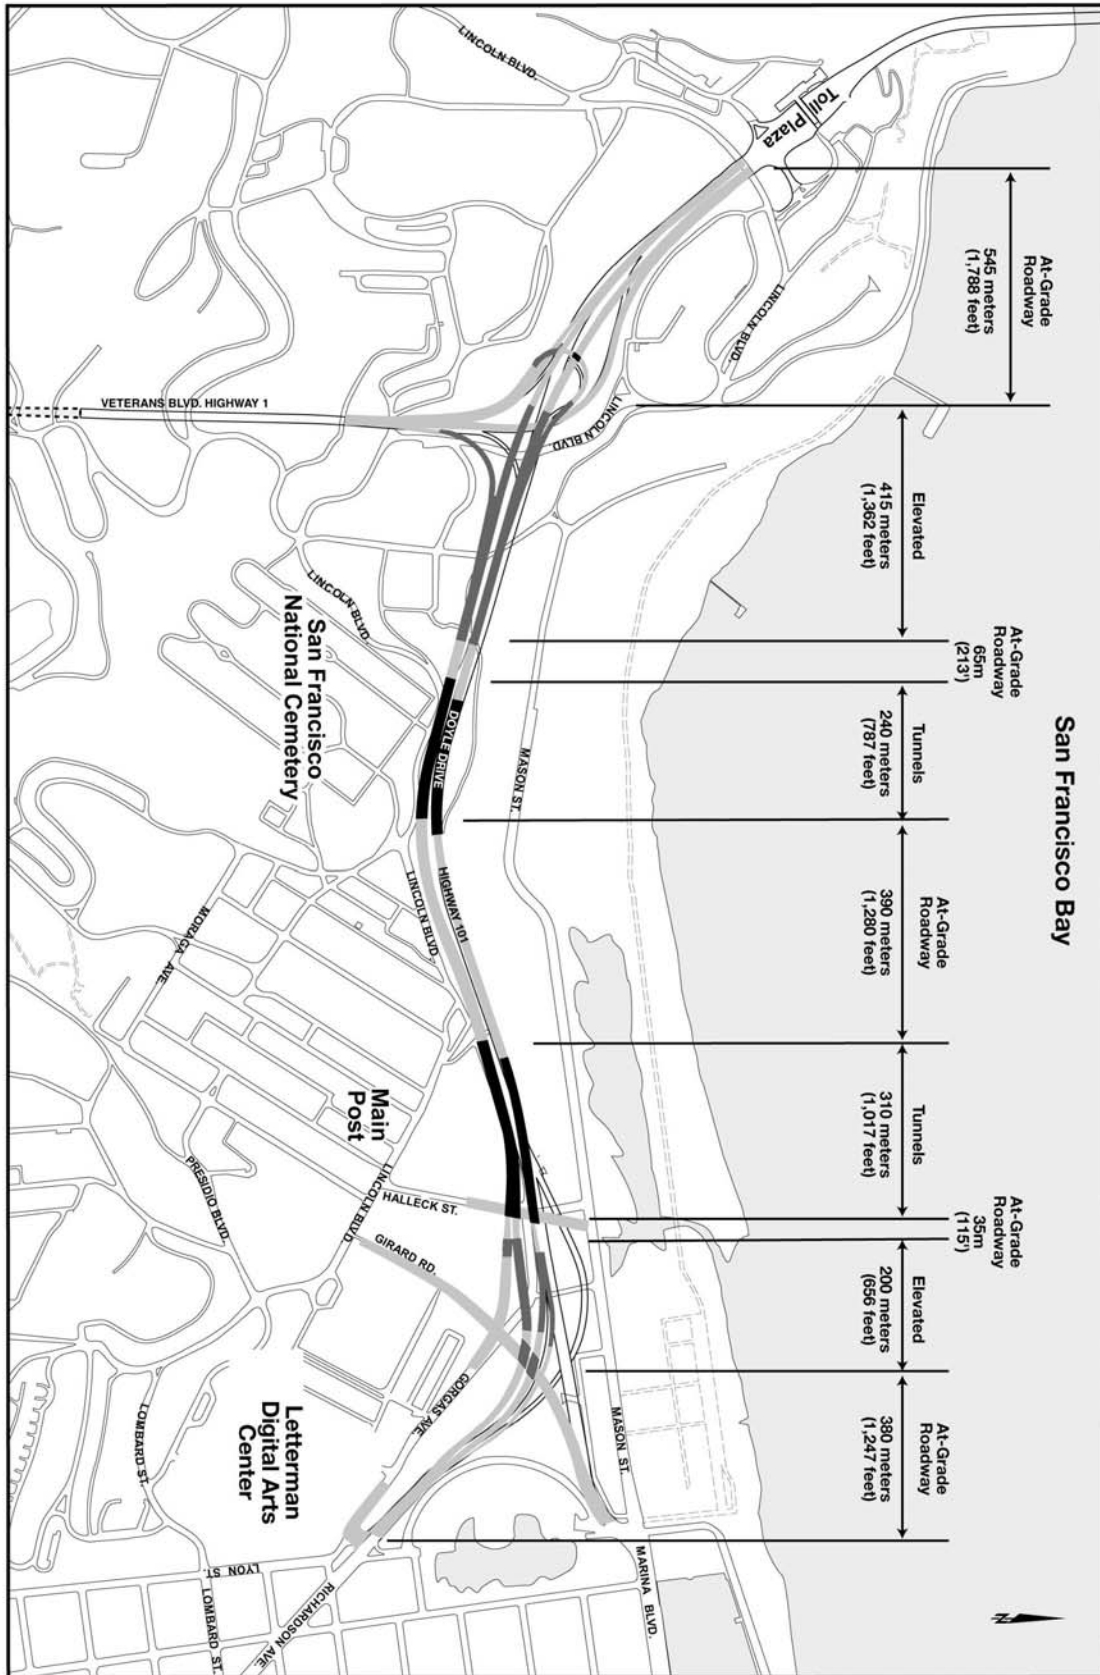 San Francisco Bay
At-Grade
Roadway
545 meters
(1,788 feet)
Elevated
415 meters
(1,362 feet)
At-Grade
Roadway
65m
(213')
Tunnels
240 meters
(787 feet)
At-Grade
Roadway
390 meters
(1,280 feet)
Tunnels
310 meters
(1,017 feet)
At-Grade
Roadway
35m
(115')
Elevated
200 meters
(656 feet)
At-Grade
Roadway
380 meters
(1,247 feet)
Toll Plaza
LINCOLN BLVD.
LINCOLN BLVD.
LINCOLN BLVD.
VETERANS BLVD. HIGHWAY 1
LINCOLN BLVD.
San Francisco
National Cemetery
DOYLE DRIVE
MASON ST.
HIGHWAY 101
LINCOLN BLVD.
MORAGA AVE.
Main
Post
PRESIDIO BLVD.
LINCOLN BLVD
HALLECK ST.
GIRARD RD.
GORGAS AVE.
MASON ST.
Letterman
Digital Arts
Center
LOMBARD ST.
LYON ST.
LOMBARD ST.
RICHARDSON AVE.
MARINA BLVD.
N